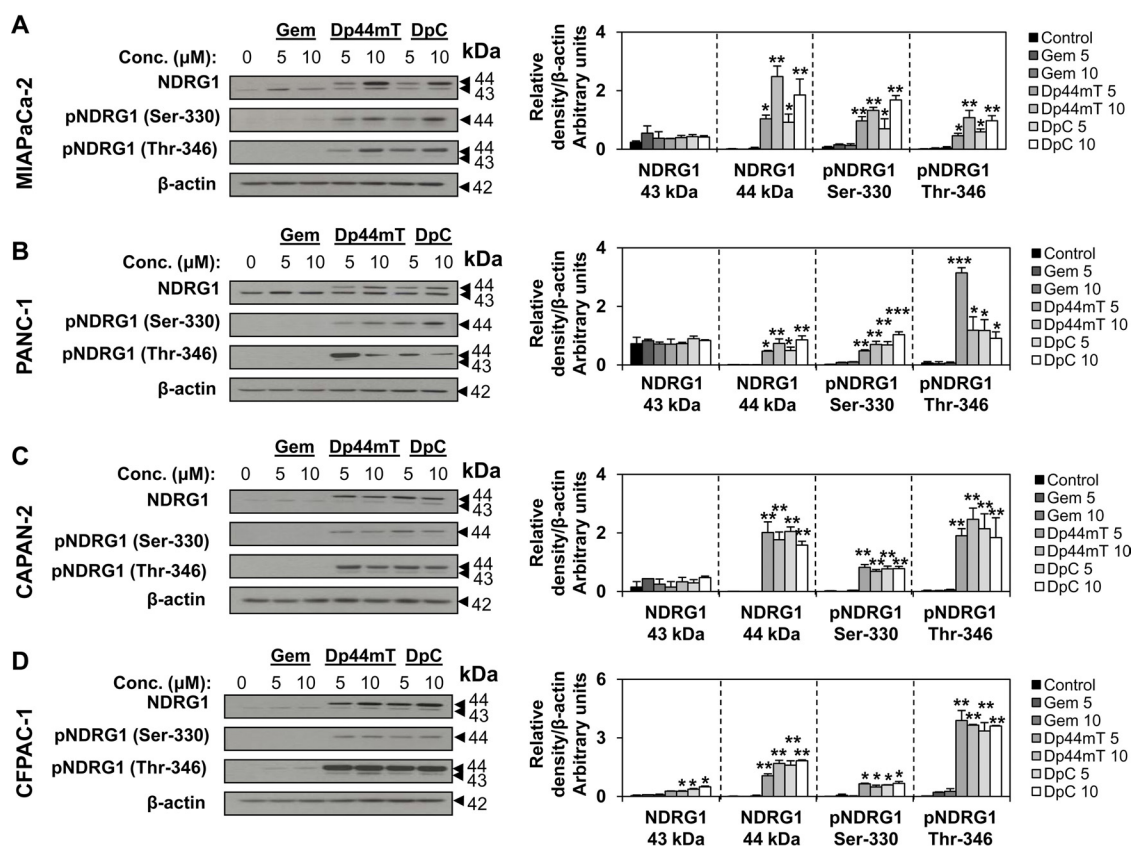 A
MIAPaCa-2
Gem Dp44mT DpC
Conc. (µM): 0 5 10 5 10 5 10 kDa
NDRG1 44
43
pNDRG1 (Ser-330) 44
pNDRG1 (Thr-346) 44
43
β-actin 42
Relative
density/β-actin
Arbitrary units
4
2
0
* ** * ** ** ** * ** * ** * **
NDRG1 NDRG1 pNDRG1 pNDRG1
43 kDa 44 kDa Ser-330 Thr-346
Control
Gem 5
Gem 10
Dp44mT 5
Dp44mT 10
DpC 5
DpC 10
B
PANC-1
Gem Dp44mT DpC
Conc. (µM): 0 5 10 5 10 5 10 kDa
NDRG1 44
43
pNDRG1 (Ser-330) 44
pNDRG1 (Thr-346) 44
43
β-actin 42
Relative
density/β-actin
Arbitrary units
4
2
0
* ** * ** ** ** ** *** *** * * *
NDRG1 NDRG1 pNDRG1 pNDRG1
43 kDa 44 kDa Ser-330 Thr-346
Control
Gem 5
Gem 10
Dp44mT 5
Dp44mT 10
DpC 5
DpC 10
C
CAPAN-2
Gem Dp44mT DpC
Conc. (µM): 0 5 10 5 10 5 10 kDa
NDRG1 44
43
pNDRG1 (Ser-330) 44
pNDRG1 (Thr-346) 44
43
β-actin 42
Relative
density/β-actin
Arbitrary units
4
2
0
** ** ** ** ** ** ** ** ** ** ** **
NDRG1 NDRG1 pNDRG1 pNDRG1
43 kDa 44 kDa Ser-330 Thr-346
Control
Gem 5
Gem 10
Dp44mT 5
Dp44mT 10
DpC 5
DpC 10
D
CFPAC-1
Gem Dp44mT DpC
Conc. (µM): 0 5 10 5 10 5 10 kDa
NDRG1 44
43
pNDRG1 (Ser-330) 44
pNDRG1 (Thr-346) 44
43
β-actin 42
Relative
density/β-actin
Arbitrary units
6
3
0
* * * ** ** ** ** * * * * ** ** ** **
NDRG1 NDRG1 pNDRG1 pNDRG1
43 kDa 44 kDa Ser-330 Thr-346
Control
Gem 5
Gem 10
Dp44mT 5
Dp44mT 10
DpC 5
DpC 10